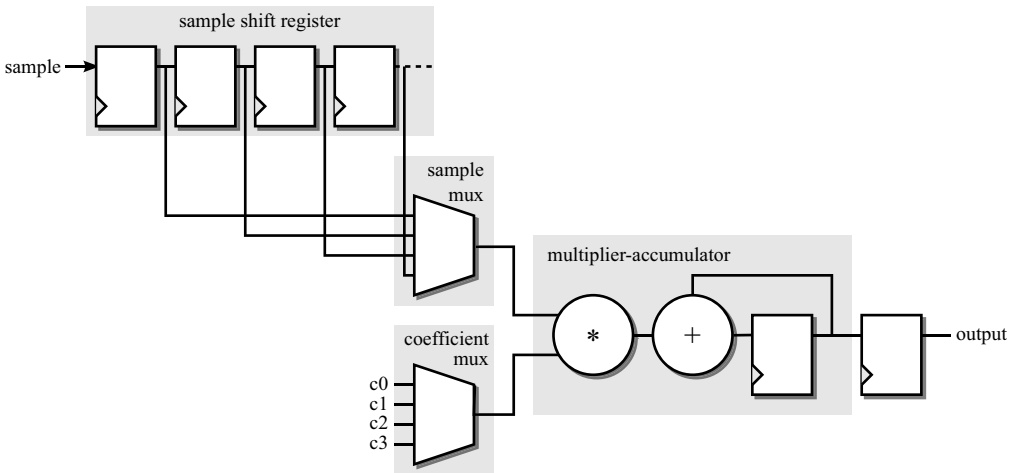 sample shift register
sample
sample
mux
multiplier-accumulator
*
+
output
coefficient
mux
c0
c1
c2
c3